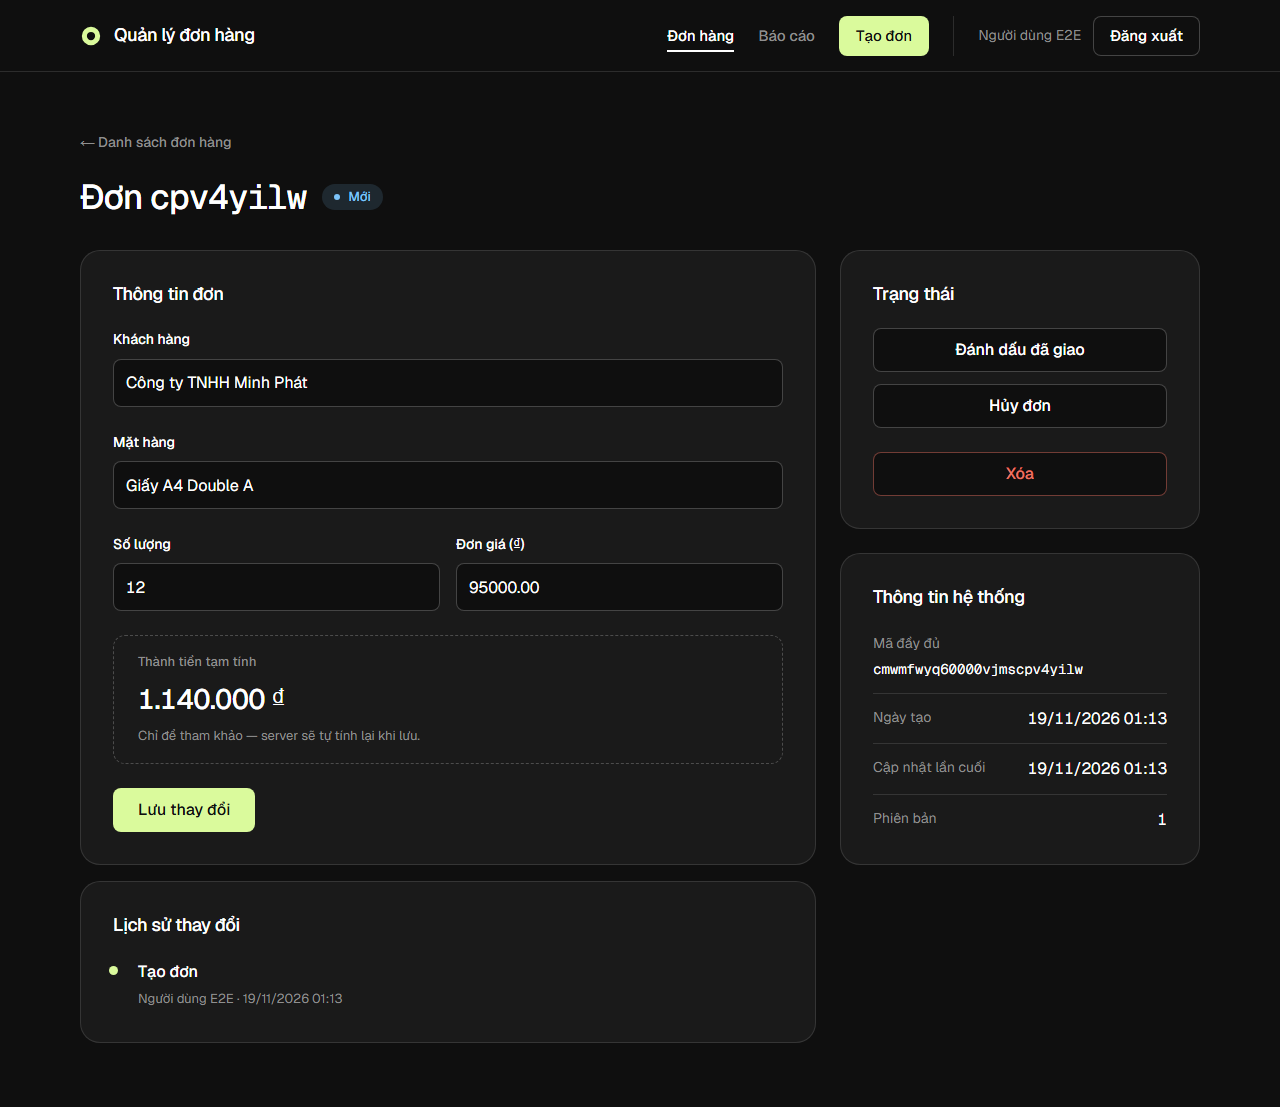 Quản lý đơn hàng
Đơn hàng
Báo cáo
Tạo đơn
Người dùng E2E
Đăng xuất
← Danh sách đơn hàng
Đơn cpv4yilw
Mới
Thông tin đơn
Khách hàng
Công ty TNHH Minh Phát
Mặt hàng
Giấy A4 Double A
Số lượng
Đơn giá (₫)
12
95000.00
Thành tiền tạm tính
1.140.000 ₫
Chỉ để tham khảo — server sẽ tự tính lại khi lưu.
Lưu thay đổi
Trạng thái
Đánh dấu đã giao
Hủy đơn
Xóa
Thông tin hệ thống
Mã đầy đủ
cmwmfwyq60000vjmscpv4yilw
Ngày tạo
19/11/2026 01:13
Cập nhật lần cuối
19/11/2026 01:13
Phiên bản
1
Lịch sử thay đổi
Tạo đơn
Người dùng E2E · 19/11/2026 01:13